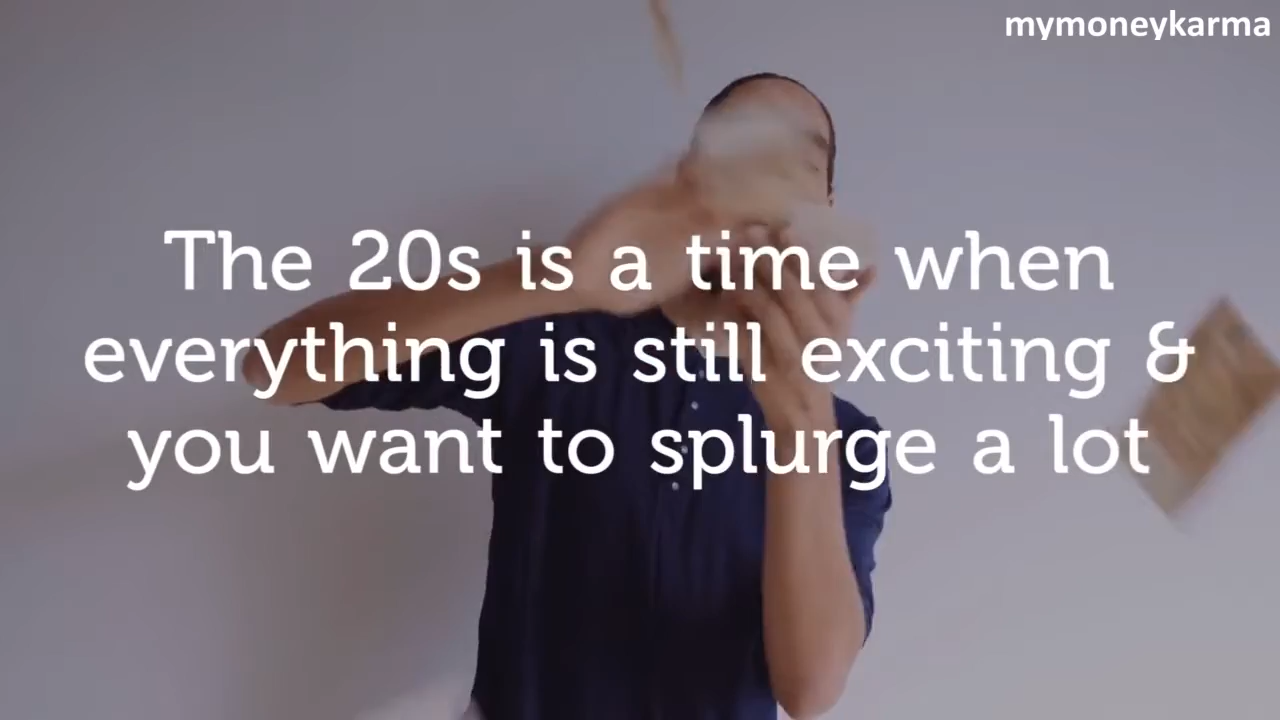 mymoneykarma
The 20s is a time when
everything is still exciting &
you want to splurge a lot